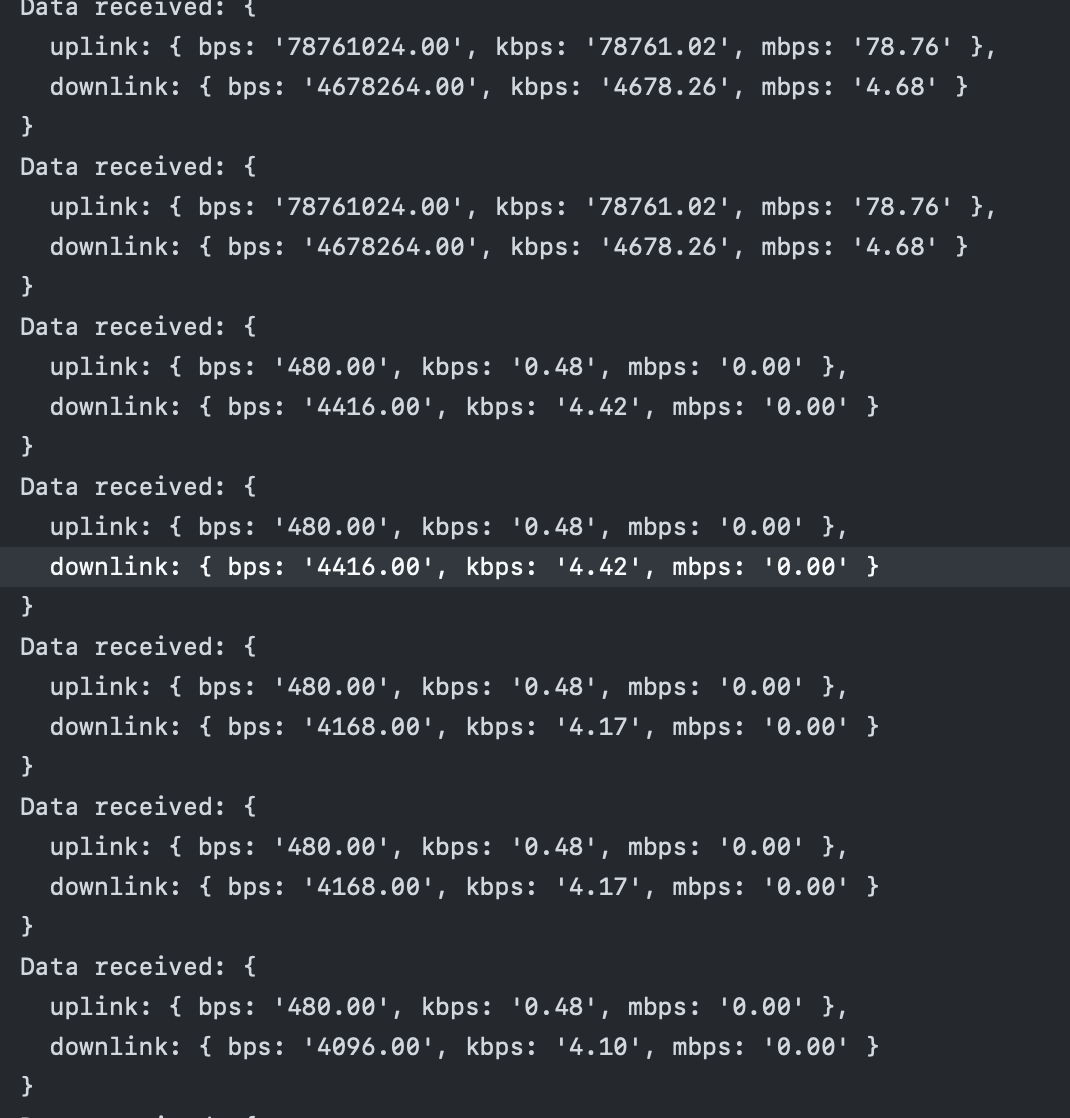 Data received: {
  uplink: { bps: '78761024.00', kbps: '78761.02', mbps: '78.76' },
  downlink: { bps: '4678264.00', kbps: '4678.26', mbps: '4.68' }
}
Data received: {
  uplink: { bps: '78761024.00', kbps: '78761.02', mbps: '78.76' },
  downlink: { bps: '4678264.00', kbps: '4678.26', mbps: '4.68' }
}
Data received: {
  uplink: { bps: '480.00', kbps: '0.48', mbps: '0.00' },
  downlink: { bps: '4416.00', kbps: '4.42', mbps: '0.00' }
}
Data received: {
  uplink: { bps: '480.00', kbps: '0.48', mbps: '0.00' },
  downlink: { bps: '4416.00', kbps: '4.42', mbps: '0.00' }
}
Data received: {
  uplink: { bps: '480.00', kbps: '0.48', mbps: '0.00' },
  downlink: { bps: '4168.00', kbps: '4.17', mbps: '0.00' }
}
Data received: {
  uplink: { bps: '480.00', kbps: '0.48', mbps: '0.00' },
  downlink: { bps: '4168.00', kbps: '4.17', mbps: '0.00' }
}
Data received: {
  uplink: { bps: '480.00', kbps: '0.48', mbps: '0.00' },
  downlink: { bps: '4096.00', kbps: '4.10', mbps: '0.00' }
}